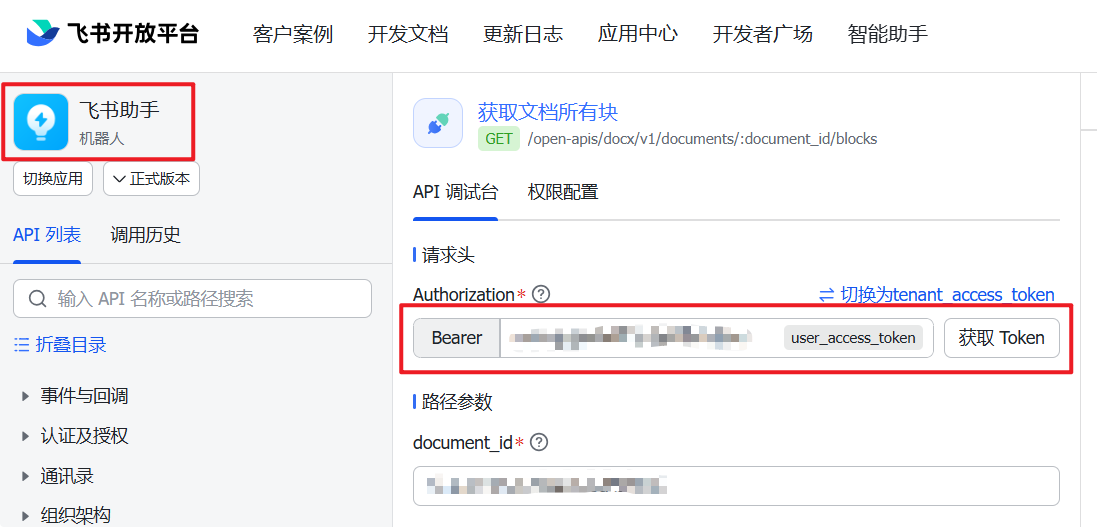 飞书开放平台 客户案例 开发文档 更新日志 应用中心 开发者广场 智能助手
飞书助手
机器人
切换应用 正式版本
API 列表 调用历史
输入 API 名称或路径搜索
折叠目录
事件与回调
认证及授权
通讯录
组织架构
获取文档所有块
GET /open-apis/docx/v1/documents/:document_id/blocks
API 调试台 权限配置
请求头
Authorization* 切换为tenant_access_token
Bearer user_access_token 获取 Token
路径参数
document_id*